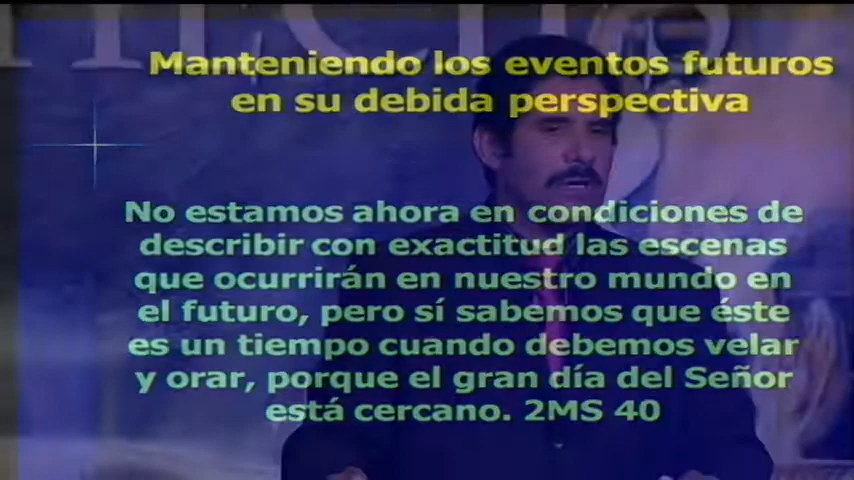 Manteniendo los eventos futuros
en su debida perspectiva
No estamos ahora en condiciones de
describir con exactitud las escenas
que ocurrirán en nuestro mundo en
el futuro, pero sí sabemos que éste
es un tiempo cuando debemos velar
y orar, porque el gran día del Señor
está cercano. 2MS 40